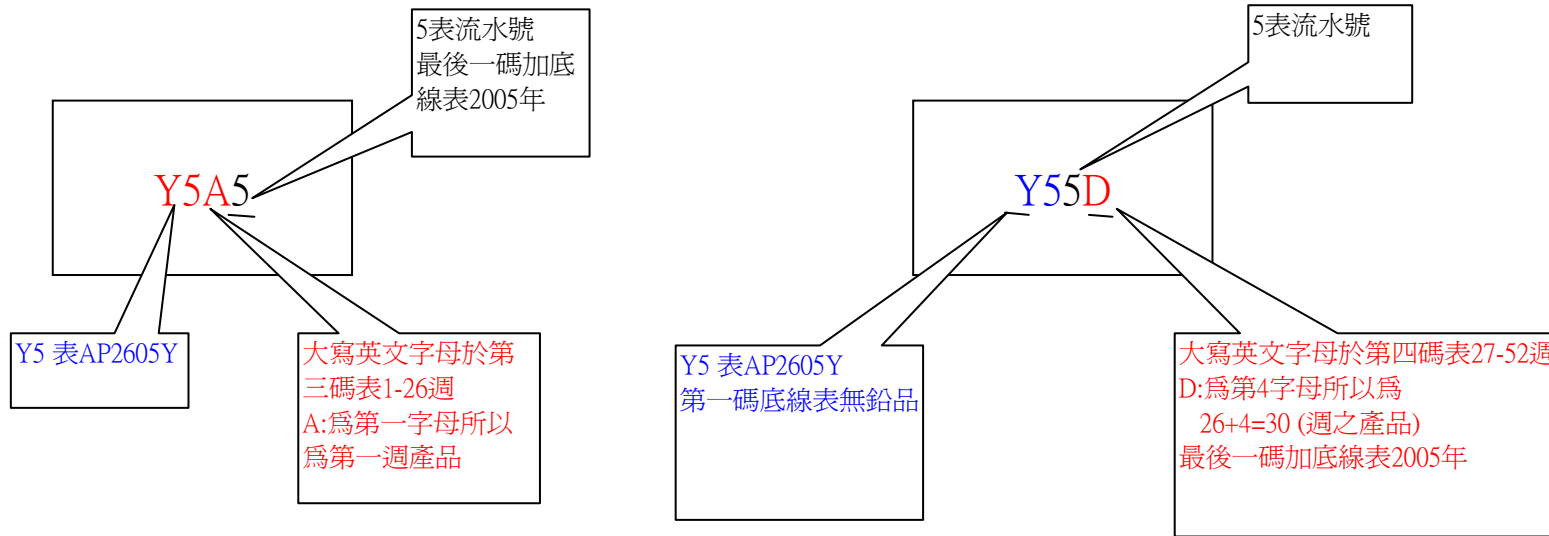 5表流水號
最後一碼加底
線表2005年
Y5A5
Y5 表AP2605Y
大寫英文字母於第
三碼表1-26週
A:為第一字母所以
為第一週產品
5表流水號
Y55D
Y5 表AP2605Y
第一碼底線表無鉛品
大寫英文字母於第四碼表27-52週
D:為第4字母所以為
26+4=30 (週之產品)
最後一碼加底線表2005年